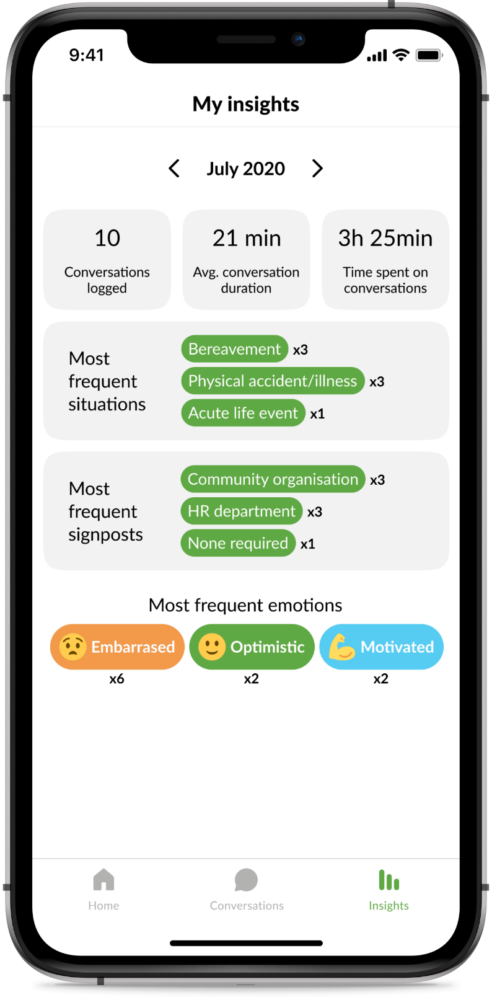 9:41
My insights
July 2020
10
Conversations
logged
21 min
Avg. conversation
duration
3h 25min
Time spent on
conversations
Most
frequent
situations
Bereavement x3
Physical accident/illness x3
Acute life event x1
Most
frequent
signposts
Community organisation x3
HR department x3
None required x1
Most frequent emotions
Embarrased
x6
Optimistic
x2
Motivated
x2
Home
Conversations
Insights